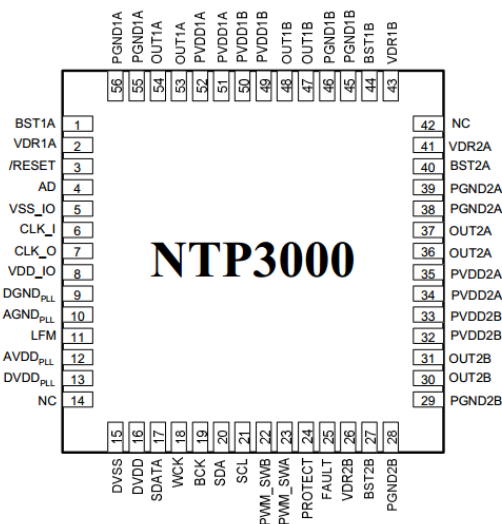 PGND1A
PGND1A
OUT1A
OUT1A
PVDD1A
PVDD1A
PVDD1B
PVDD1B
OUT1B
OUT1B
PGND1B
PGND1B
BST1B
VDR1B
56 55 54 53 52 51 50 49 48 47 46 45 44 43
BST1A 1
VDR1A 2
/RESET 3
AD 4
VSS_IO 5
CLK_I 6
CLK_O 7
VDD_IO 8
DGNDPLL 9
AGNDPLL 10
LFM 11
AVDDPLL 12
DVDDPLL 13
NC 14
NTP3000
42 NC
41 VDR2A
40 BST2A
39 PGND2A
38 PGND2A
37 OUT2A
36 OUT2A
35 PVDD2A
34 PVDD2A
33 PVDD2B
32 PVDD2B
31 OUT2B
30 OUT2B
29 PGND2B
15 16 17 18 19 20 21 22 23 24 25 26 27 28
DVSS
DVDD
SDATA
WCK
BCK
SDA
SCL
PWM_SWB
PWM_SWA
PROTECT
FAULT
VDR2B
BST2B
PGND2B